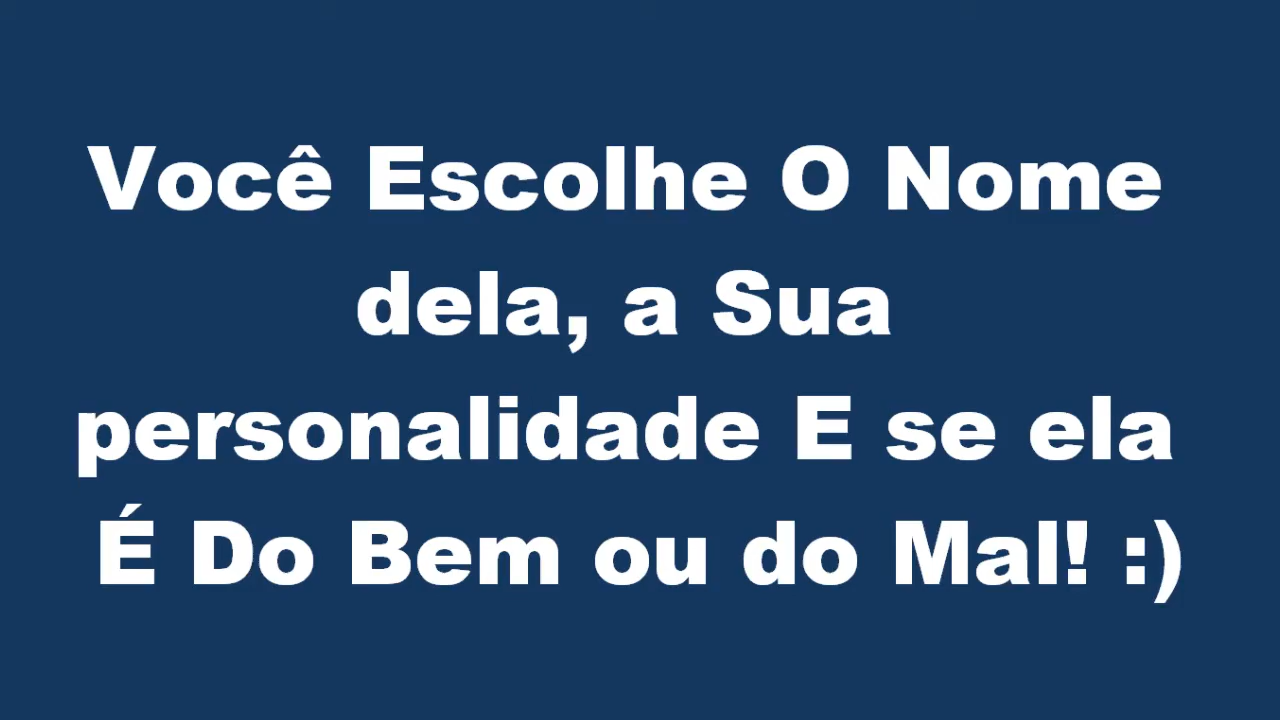 Você Escolhe O Nome
dela, a Sua
personalidade E se ela
É Do Bem ou do Mal! :)